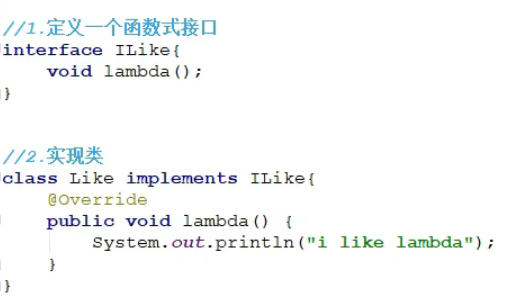 //1.定义一个函数式接口
interface ILike{
    void lambda();
}
//2.实现类
class Like implements ILike{
    @Override
    public void lambda() {
        System.out.println("i like lambda");
    }
}